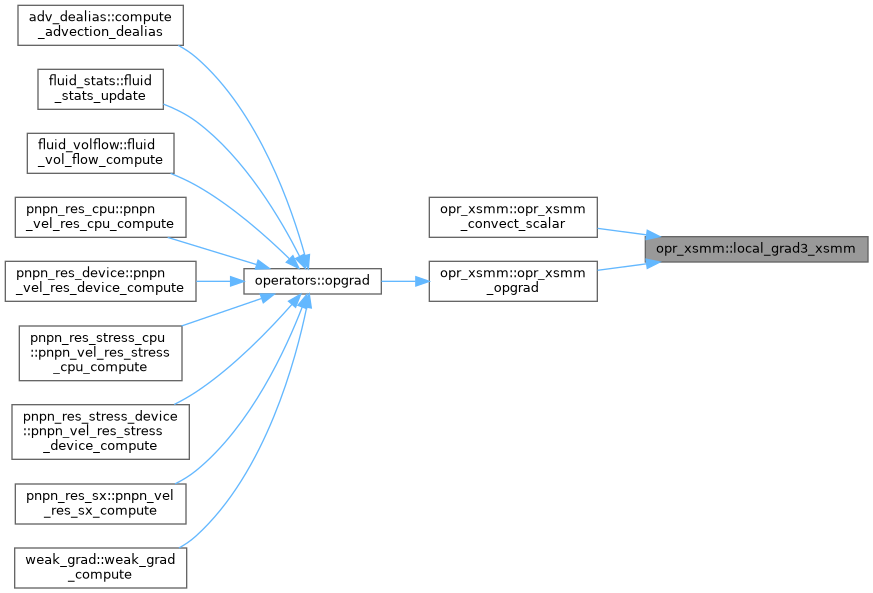 adv_dealias::compute
_advection_dealias
fluid_stats::fluid
_stats_update
fluid_volflow::fluid
_vol_flow_compute
pnpn_res_cpu::pnpn
_vel_res_cpu_compute
pnpn_res_device::pnpn
_vel_res_device_compute
pnpn_res_stress_cpu
::pnpn_vel_res_stress
_cpu_compute
pnpn_res_stress_device
::pnpn_vel_res_stress
_device_compute
pnpn_res_sx::pnpn_vel
_res_sx_compute
weak_grad::weak_grad
_compute
operators::opgrad
opr_xsmm::opr_xsmm
_convect_scalar
opr_xsmm::opr_xsmm
_opgrad
opr_xsmm::local_grad3_xsmm